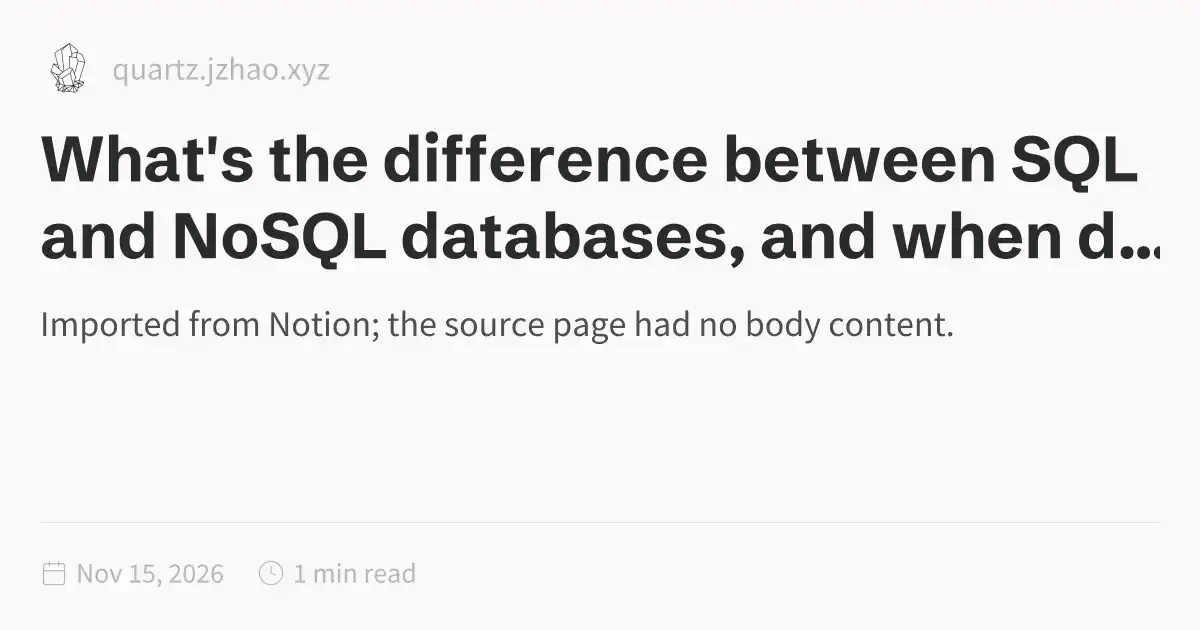 quartz.jzhao.xyz
What's the difference between SQL
and NoSQL databases, and when d...
Imported from Notion; the source page had no body content.
Nov 15, 2026 1 min read